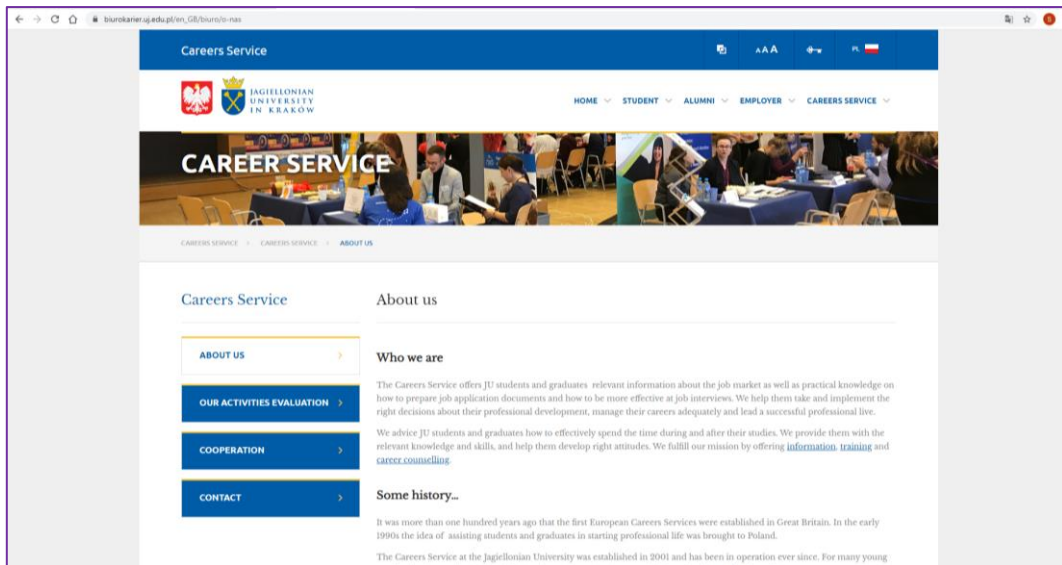 biurokarier.uj.edu.pl/en_GB/biuro/o-nas
Careers Service
AAA
PL
JAGIELLONIAN
UNIVERSITY
IN KRAKÓW
HOME
STUDENT
ALUMNI
EMPLOYER
CAREERS SERVICE
CAREER SERVICE
CAREERS SERVICE > CAREERS SERVICE > ABOUT US
Careers Service
ABOUT US >
OUR ACTIVITIES EVALUATION >
COOPERATION >
CONTACT >
About us
Who we are
The Careers Service offers JU students and graduates relevant information about the job market as well as practical knowledge on
how to prepare job application documents and how to be more effective at job interviews. We help them take and implement the
right decisions about their professional development, manage their careers adequately and lead a successful professional live.
We advice JU students and graduates how to effectively spend the time during and after their studies. We provide them with the
relevant knowledge and skills, and help them develop right attitudes. We fulfill our mission by offering information, training and
career counselling.
Some history...
It was more than one hundred years ago that the first European Careers Services were established in Great Britain. In the early
1990s the idea of assisting students and graduates in starting professional life was brought to Poland.
The Careers Service at the Jagiellonian University was established in 2001 and has been in operation ever since. For many young